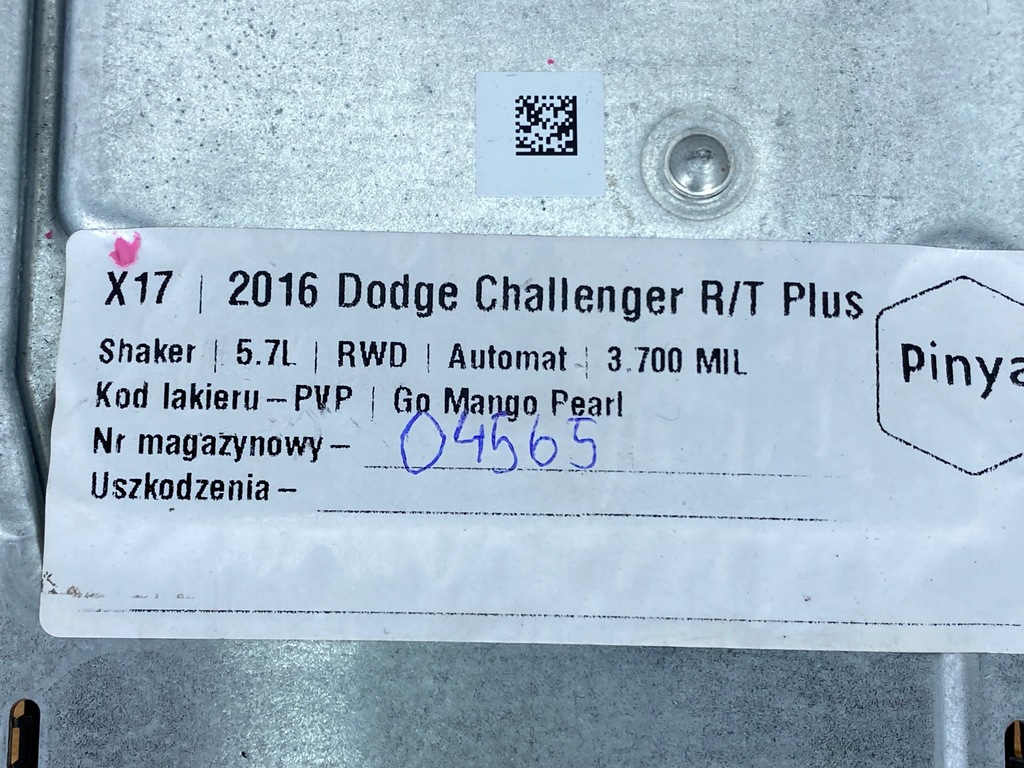 X17 | 2016 Dodge Challenger R/T Plus
Shaker | 5.7L | RWD | Automat | 3.700 MIL
Kod lakieru – PVP | Go Mango Pearl
Nr magazynowy – 04565
Uszkodzenia –
Pinya